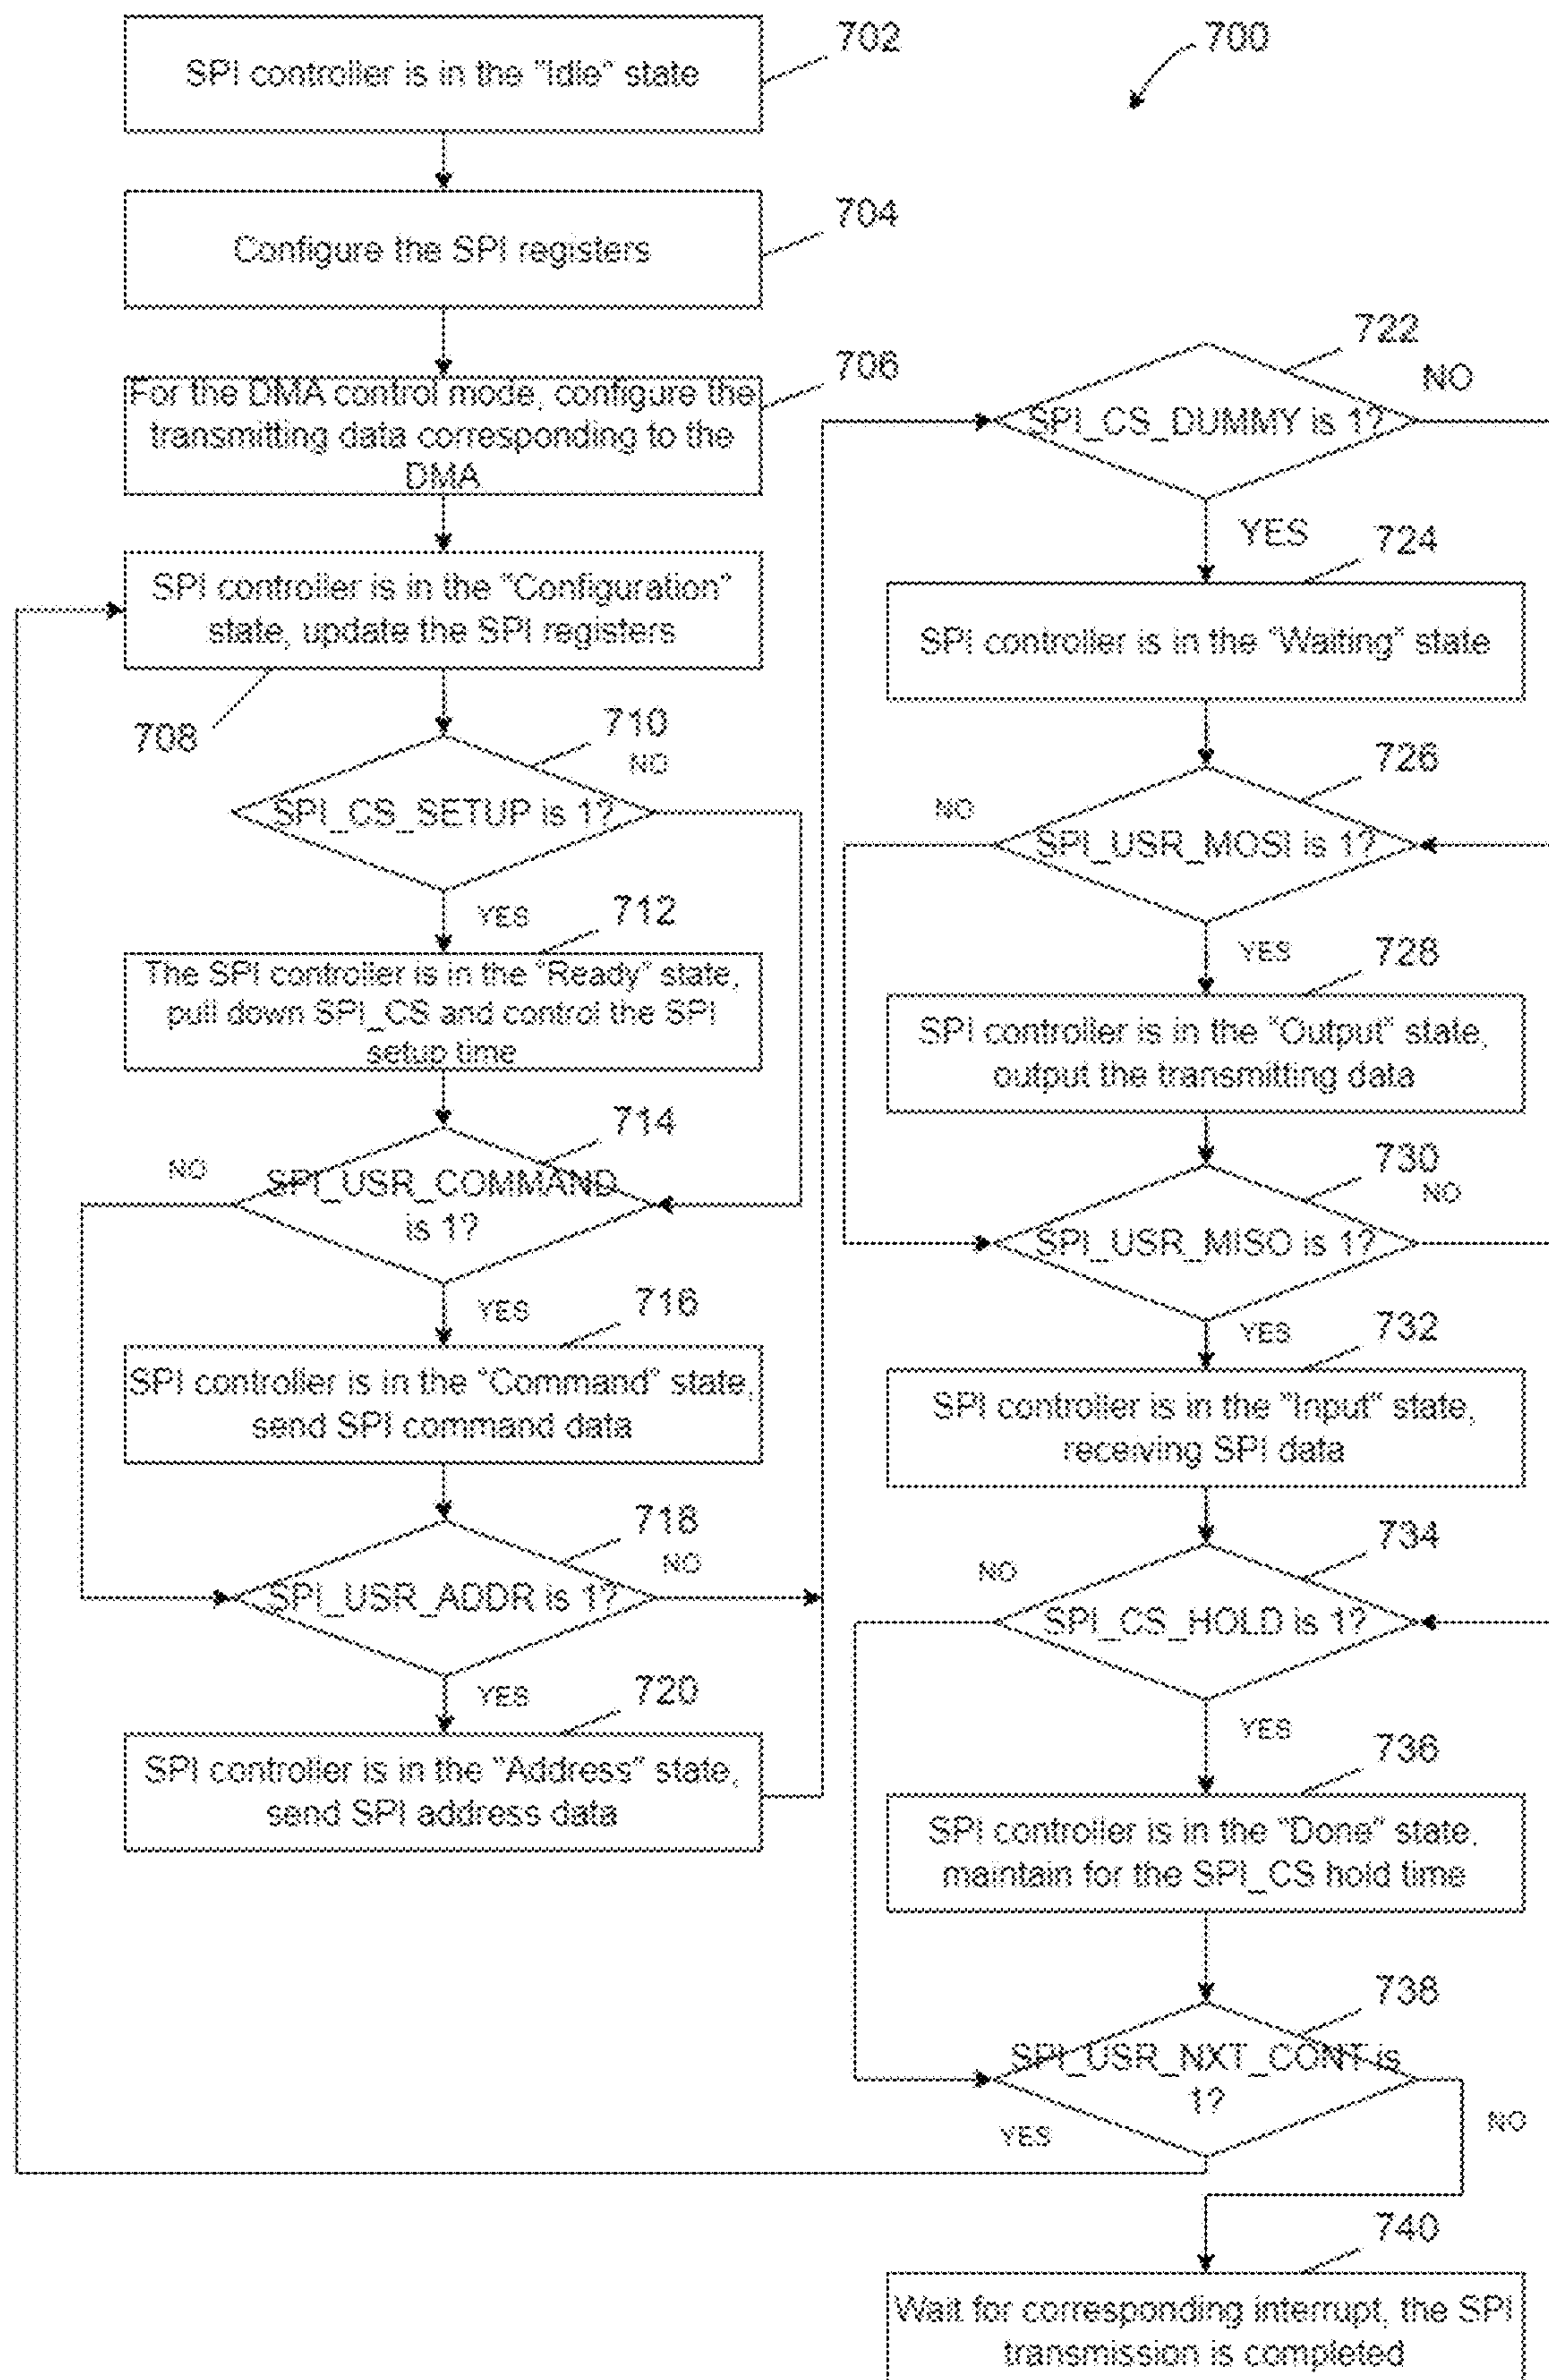 702
700
SPI controller is in the "Idle" state
704
Configure the SPI registers
706
For the DMA control mode, configure the
transmitting data corresponding to the
DMA
SPI controller is in the "Configuration"
state, update the SPI registers
708
710
NO
SPI_CS_SETUP is 1?
YES
712
The SPI controller is in the "Ready" state,
pull down SPI_CS and control the SPI
setup time
714
NO
SPI_USR_COMMAND
is 1?
YES
716
SPI controller is in the "Command" state,
send SPI command data
718
NO
SPI_USR_ADDR is 1?
YES
720
SPI controller is in the "Address" state,
send SPI address data
722
NO
SPI_CS_DUMMY is 1?
YES
724
SPI controller is in the "Waiting" state
726
NO
SPI_USR_MOSI is 1?
YES
728
SPI controller is in the "Output" state,
output the transmitting data
730
NO
SPI_USR_MISO is 1?
YES
732
SPI controller is in the "Input" state,
receiving SPI data
734
NO
SPI_CS_HOLD is 1?
YES
736
SPI controller is in the "Done" state,
maintain for the SPI_CS hold time
738
SPI_USR_NXT_CONT is
1?
YES
NO
740
Wait for corresponding interrupt, the SPI
transmission is completed